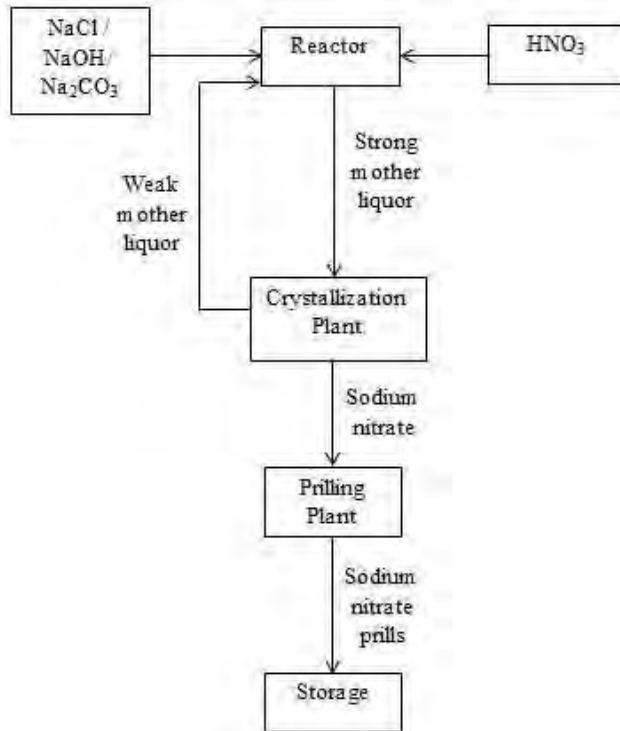 NaCl/
NaOH/
Na₂CO₃
Reactor
HNO₃
Strong
mother
liquor
Weak
mother
liquor
Crystallization
Plant
Sodium
nitrate
Prilling
Plant
Sodium
nitrate
prills
Storage